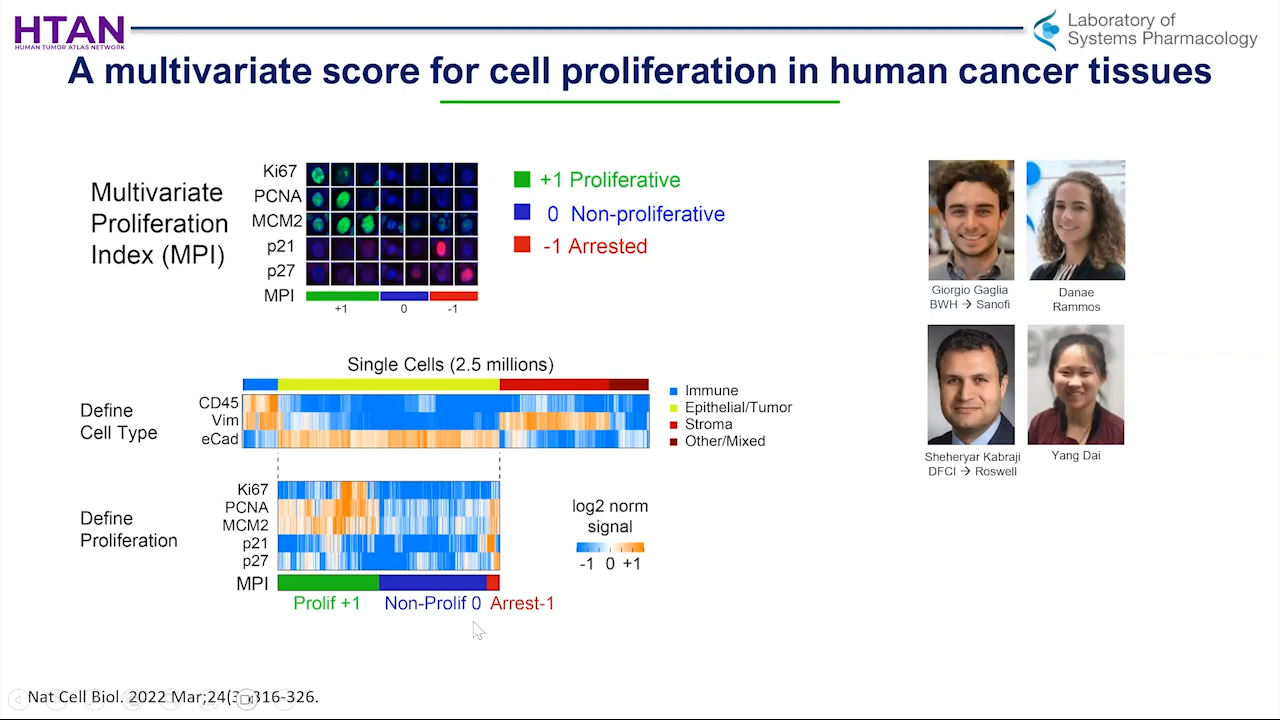 HTAN
HUMAN TUMOR ATLAS NETWORK
Laboratory of
Systems Pharmacology
A multivariate score for cell proliferation in human cancer tissues
Multivariate
Proliferation
Index (MPI)
Ki67
PCNA
MCM2
p21
p27
MPI
+1
0
-1
+1 Proliferative
0 Non-proliferative
-1 Arrested
Giorgio Gaglia
BWH → Sanofi
Danae
Rammos
Sheheryar Kabraji
DFCI → Roswell
Yang Dai
Single Cells (2.5 millions)
Define
Cell Type
CD45
Vim
eCad
Immune
Epithelial/Tumor
Stroma
Other/Mixed
Define
Proliferation
Ki67
PCNA
MCM2
p21
p27
MPI
Prolif +1
Non-Prolif 0
Arrest-1
log2 norm
signal
-1 0 +1
Nat Cell Biol. 2022 Mar;24(3 316-326.